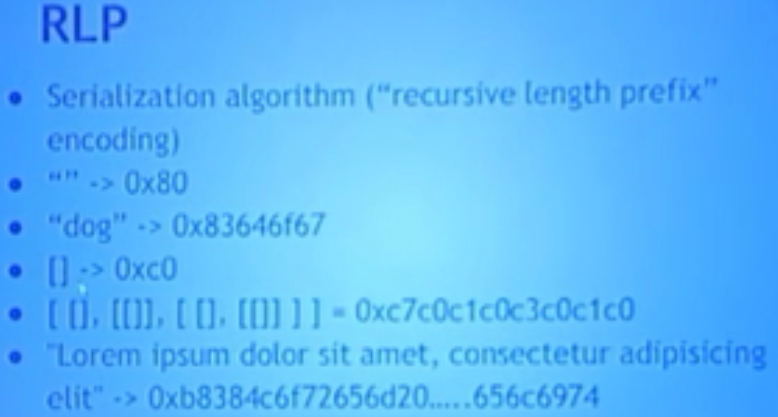 RLP
• Serialization algorithm (“recursive length prefix”
encoding)
• “” -> 0x80
• “dog” -> 0x83646f67
• [] -> 0xc0
• [ [], [[]], [ [], [[]] ] ] = 0xc7c0c1c0c3c0c1c0
• "Lorem ipsum dolor sit amet, consectetur adipisicing
elit" -> 0xb8384c6f72656d20.....656c6974